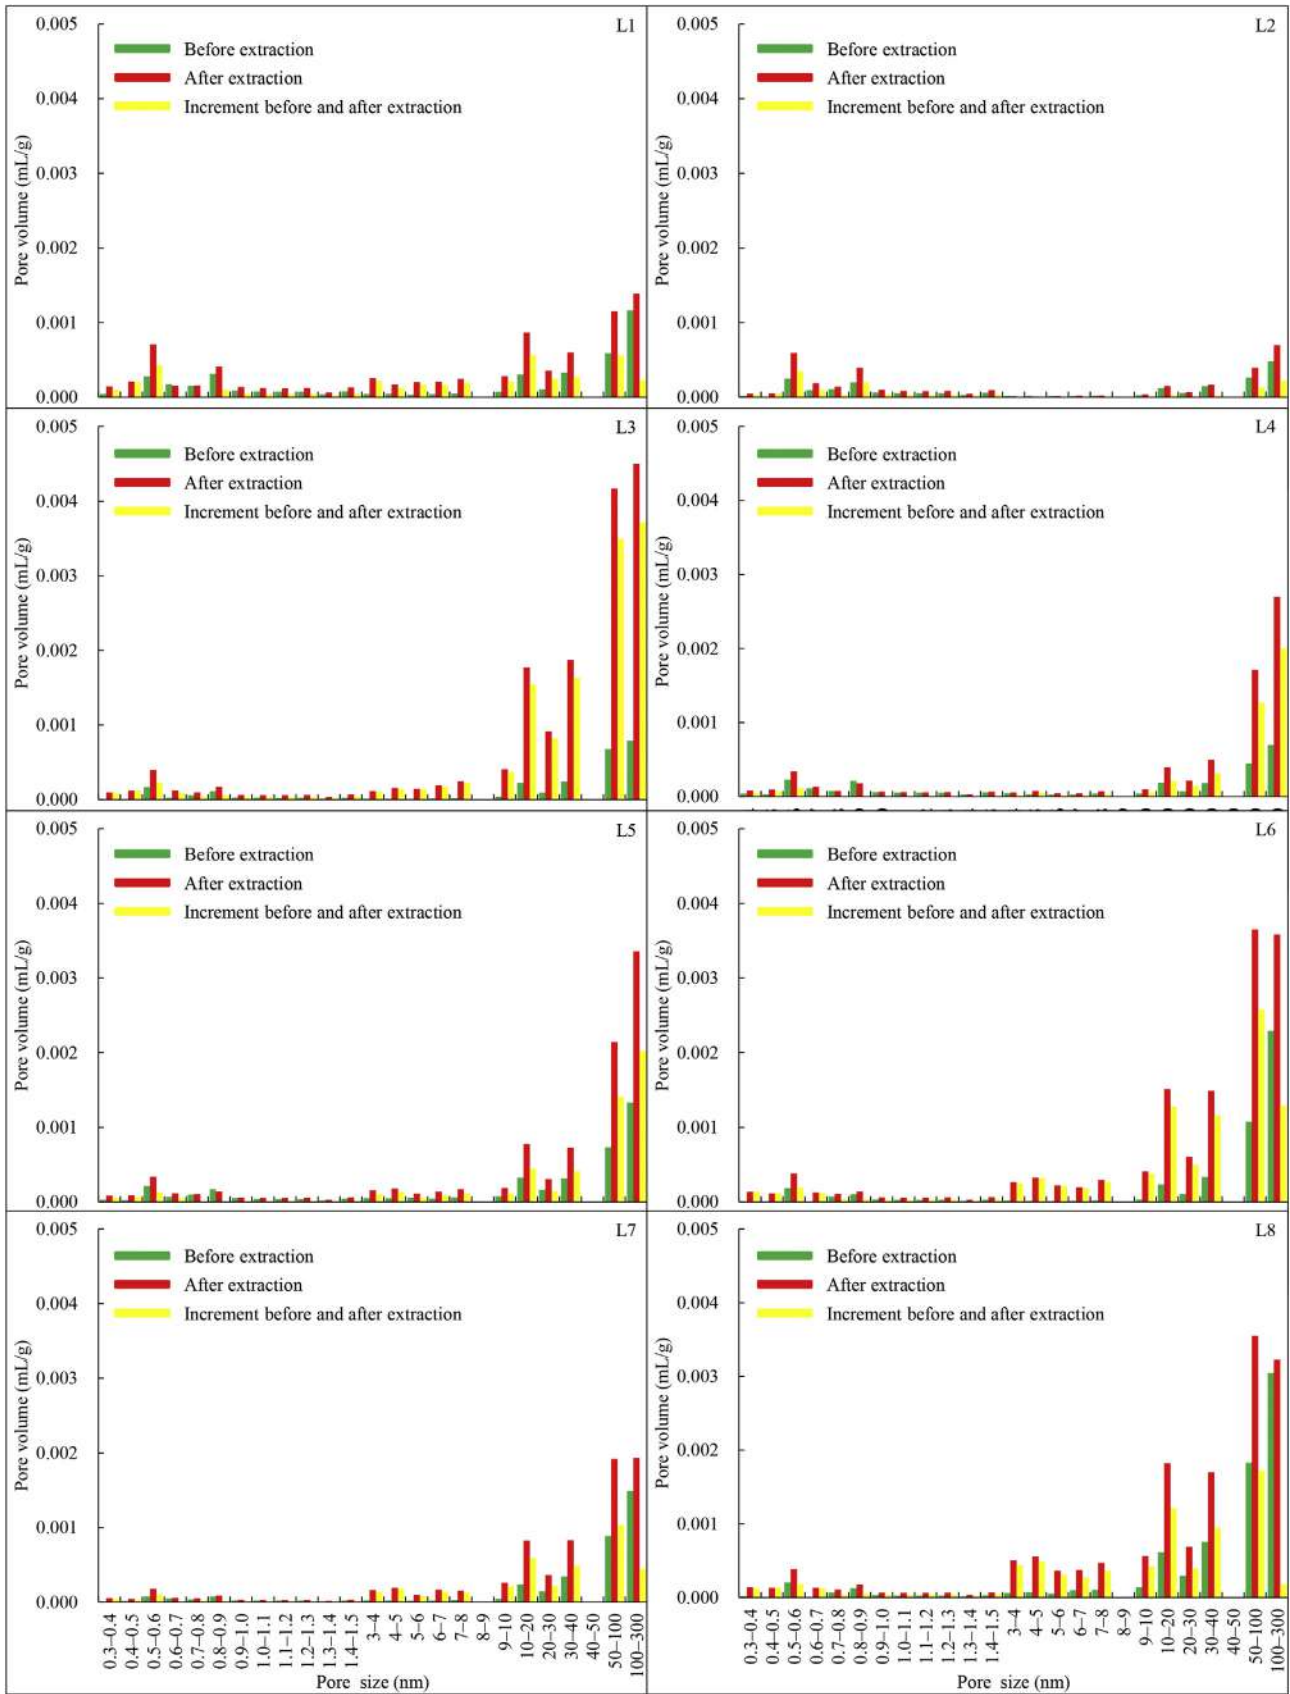 L1
Before extraction
After extraction
Increment before and after extraction
Pore volume (mL/g)
0.005
0.004
0.003
0.002
0.001
0.000
L2
Before extraction
After extraction
Increment before and after extraction
Pore volume (mL/g)
0.005
0.004
0.003
0.002
0.001
0.000
L3
Before extraction
After extraction
Increment before and after extraction
Pore volume (mL/g)
0.005
0.004
0.003
0.002
0.001
0.000
L4
Before extraction
After extraction
Increment before and after extraction
Pore volume (mL/g)
0.005
0.004
0.003
0.002
0.001
0.000
L5
Before extraction
After extraction
Increment before and after extraction
Pore volume (mL/g)
0.005
0.004
0.003
0.002
0.001
0.000
L6
Before extraction
After extraction
Increment before and after extraction
Pore volume (mL/g)
0.005
0.004
0.003
0.002
0.001
0.000
L7
Before extraction
After extraction
Increment before and after extraction
Pore volume (mL/g)
0.005
0.004
0.003
0.002
0.001
0.000
0.3–0.4
0.4–0.5
0.5–0.6
0.6–0.7
0.7–0.8
0.8–0.9
0.9–1.0
1.0–1.1
1.1–1.2
1.2–1.3
1.3–1.4
1.4–1.5
3–4
4–5
5–6
6–7
7–8
8–9
9–10
10–20
20–30
30–40
40–50
50–100
100–300
Pore size (nm)
L8
Before extraction
After extraction
Increment before and after extraction
Pore volume (mL/g)
0.005
0.004
0.003
0.002
0.001
0.000
0.3–0.4
0.4–0.5
0.5–0.6
0.6–0.7
0.7–0.8
0.8–0.9
0.9–1.0
1.0–1.1
1.1–1.2
1.2–1.3
1.3–1.4
1.4–1.5
3–4
4–5
5–6
6–7
7–8
8–9
9–10
10–20
20–30
30–40
40–50
50–100
100–300
Pore size (nm)